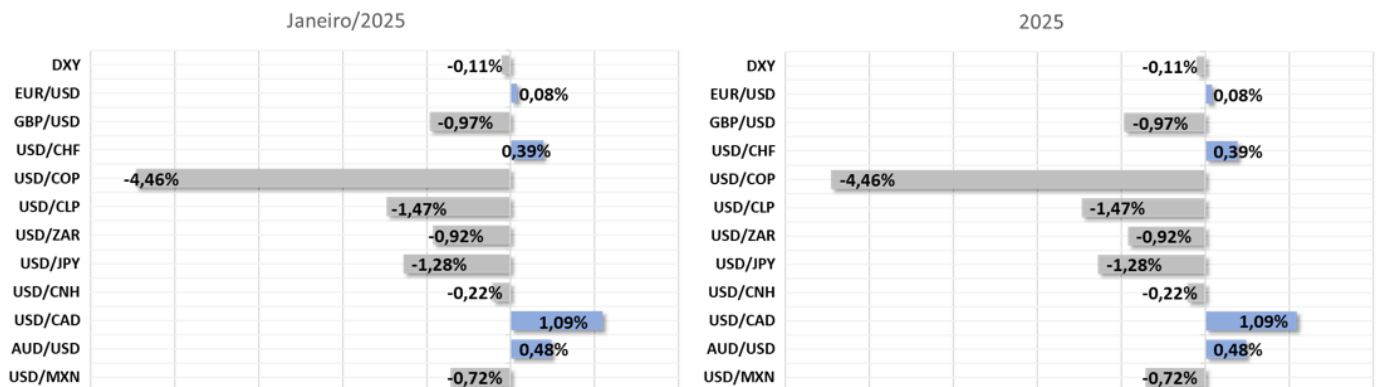 Janeiro/2025
DXY -0,11%
EUR/USD 0,08%
GBP/USD -0,97%
USD/CHF 0,39%
USD/COP -4,46%
USD/CLP -1,47%
USD/ZAR -0,92%
USD/JPY -1,28%
USD/CNH -0,22%
USD/CAD 1,09%
AUD/USD 0,48%
USD/MXN -0,72%
2025
DXY -0,11%
EUR/USD 0,08%
GBP/USD -0,97%
USD/CHF 0,39%
USD/COP -4,46%
USD/CLP -1,47%
USD/ZAR -0,92%
USD/JPY -1,28%
USD/CNH -0,22%
USD/CAD 1,09%
AUD/USD 0,48%
USD/MXN -0,72%